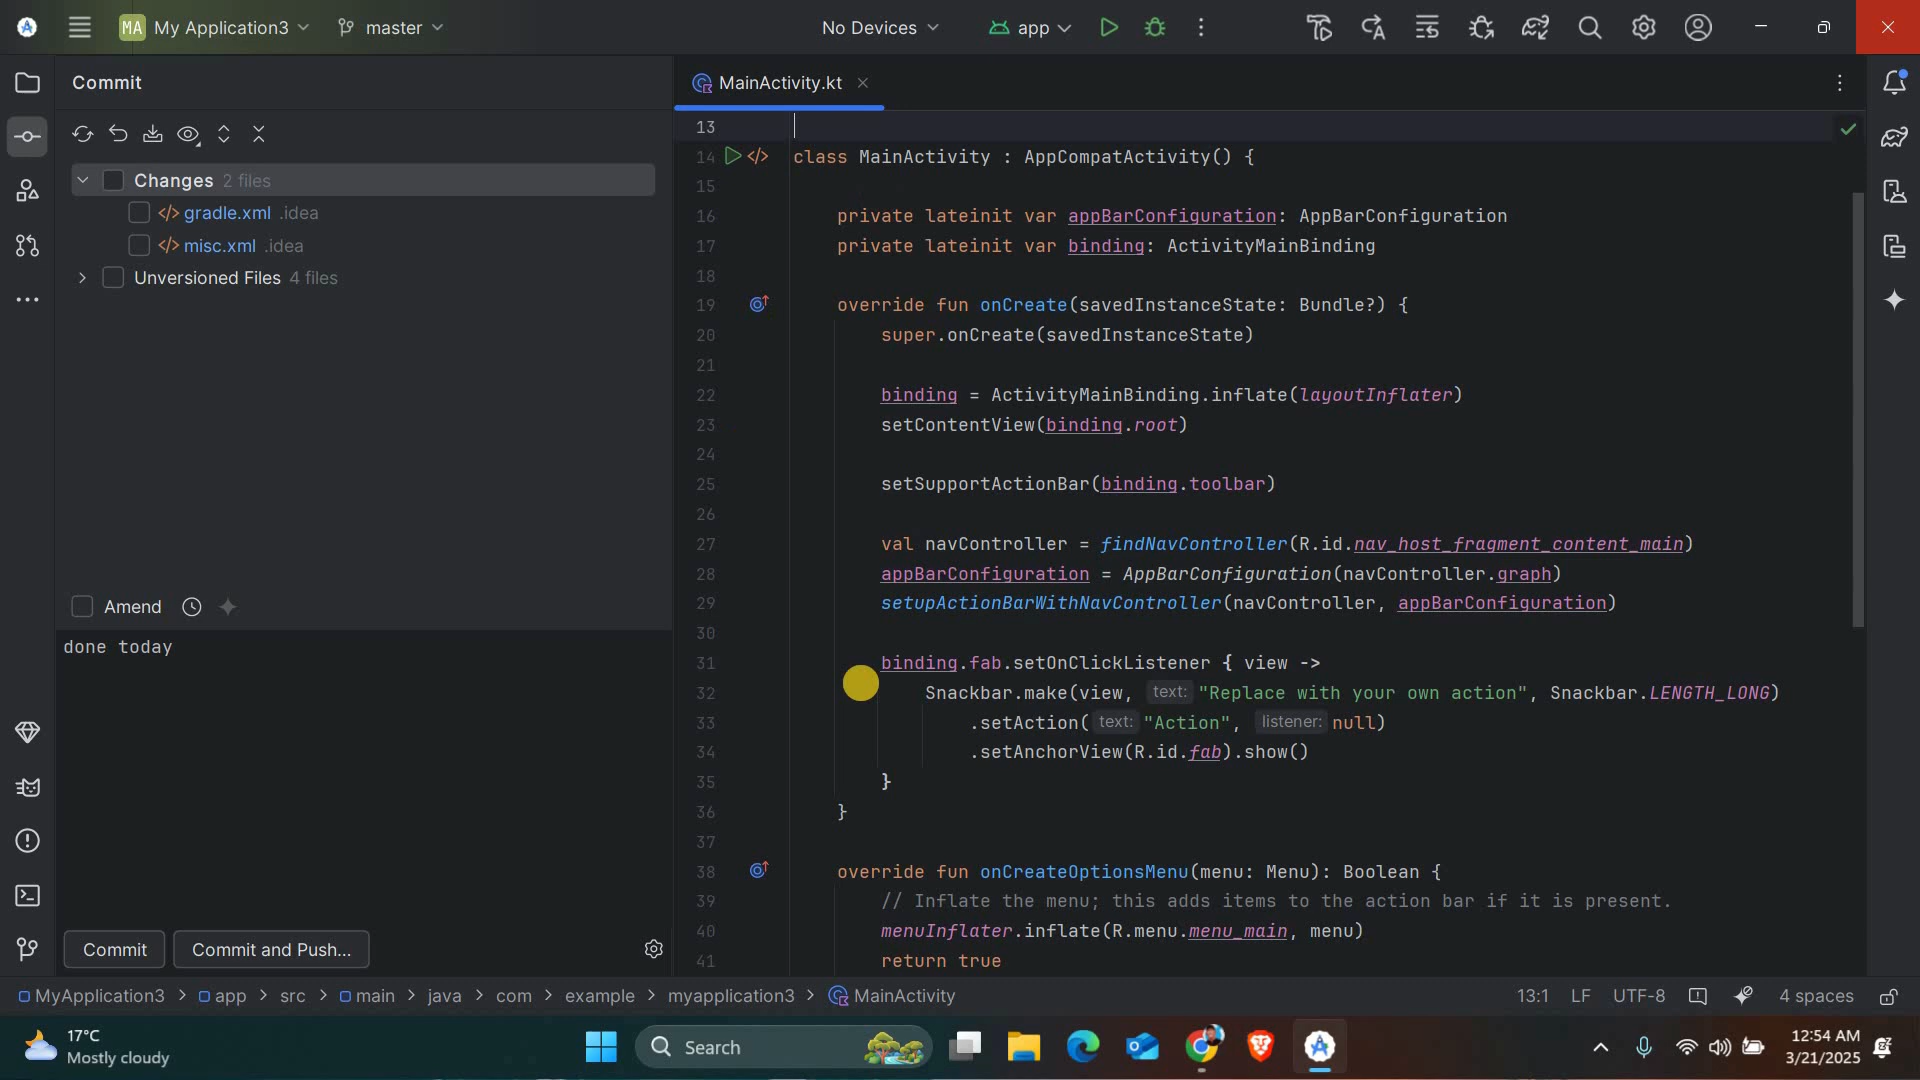 MA My Application3 master No Devices app
Commit
MainActivity.kt
Changes 2 files
gradle.xml .idea
misc.xml .idea
Unversioned Files 4 files
Amend
done today
Commit Commit and Push...
13
14 class MainActivity : AppCompatActivity() {
15
16 private lateinit var appBarConfiguration: AppBarConfiguration
17 private lateinit var binding: ActivityMainBinding
18
19 override fun onCreate(savedInstanceState: Bundle?) {
20 super.onCreate(savedInstanceState)
21
22 binding = ActivityMainBinding.inflate(layoutInflater)
23 setContentView(binding.root)
24
25 setSupportActionBar(binding.toolbar)
26
27 val navController = findNavController(R.id.nav_host_fragment_content_main)
28 appBarConfiguration = AppBarConfiguration(navController.graph)
29 setupActionBarWithNavController(navController, appBarConfiguration)
30
31 binding.fab.setOnClickListener { view ->
32 Snackbar.make(view, text: "Replace with your own action", Snackbar.LENGTH_LONG)
33 .setAction( text: "Action", listener: null)
34 .setAnchorView(R.id.fab).show()
35 }
36 }
37
38 override fun onCreateOptionsMenu(menu: Menu): Boolean {
39 // Inflate the menu; this adds items to the action bar if it is present.
40 menuInflater.inflate(R.menu.menu_main, menu)
41 return true
MyApplication3 > app > src > main > java > com > example > myapplication3 > MainActivity 13:1 LF UTF-8 4 spaces
17°C
Mostly cloudy
Search
12:54 AM
3/21/2025